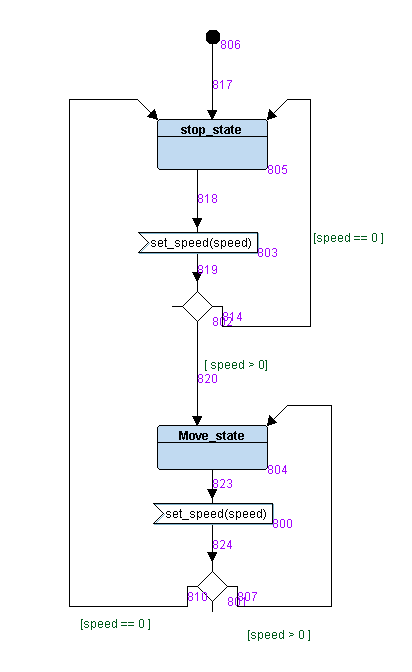 806
817
stop_state
805
818
set_speed(speed)
803
[speed == 0 ]
819
814
802
[ speed > 0]
820
Move_state
804
823
set_speed(speed)
800
824
810
807
801
[speed == 0 ]
[speed > 0 ]